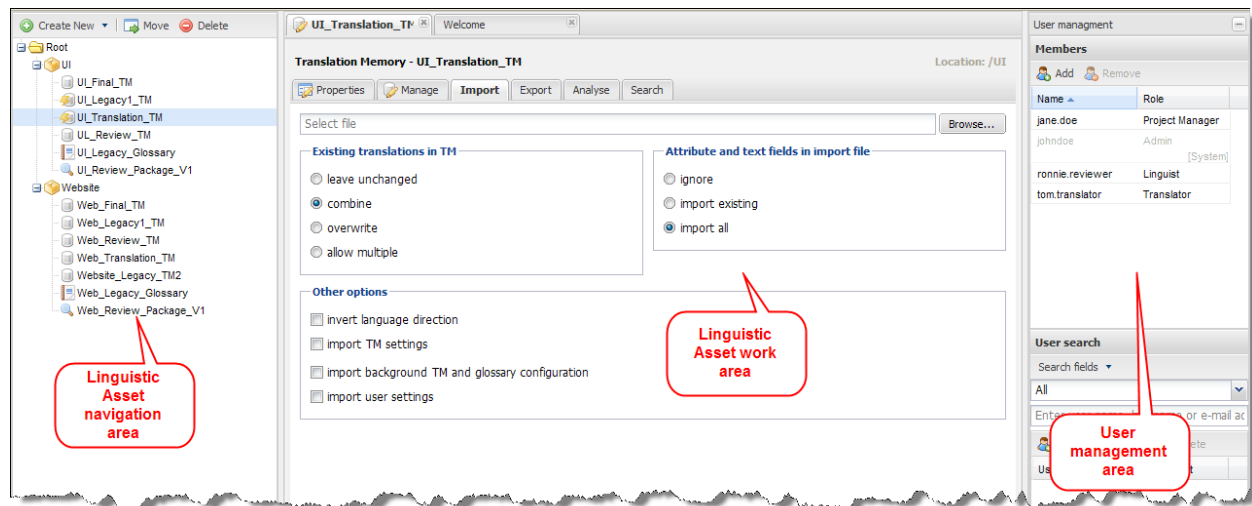 Create New Move Delete
Root
UI
UI_Final_TM
UI_Legacy1_TM
UI_Translation_TM
UL_Review_TM
UI_Legacy_Glossary
UI_Review_Package_V1
Website
Web_Final_TM
Web_Legacy1_TM
Web_Review_TM
Web_Translation_TM
Website_Legacy_TM2
Web_Legacy_Glossary
Web_Review_Package_V1
Linguistic
Asset
navigation
area
UI_Translation_TM Welcome
Translation Memory - UI_Translation_TM Location: /UI
Properties Manage Import Export Analyse Search
Select file Browse...
Existing translations in TM
leave unchanged
combine
overwrite
allow multiple
Attribute and text fields in import file
ignore
import existing
import all
Other options
invert language direction
import TM settings
import background TM and glossary configuration
import user settings
Linguistic
Asset work
area
User managment
Members
Add Remove
Name Role
jane.doe Project Manager
johndoe Admin
[System]
ronnie.reviewer Linguist
tom.translator Translator
User search
Search fields
All
or e-mail ac
User
management
area